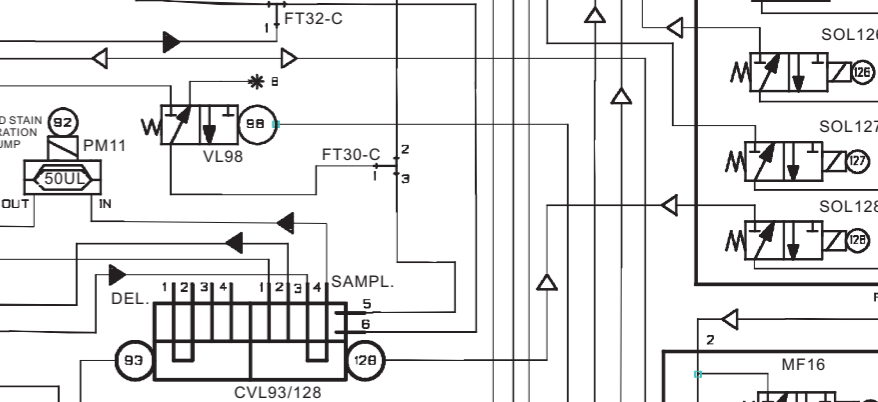 FT32-C
1
SOL126
126
8
D STAIN
RATION
UMP
92
PM11
98
VL98
FT30-C
2
1
3
SOL127
127
50UL
OUT
IN
SOL128
128
DEL.
1 2 3 4 1 2 3 4
SAMPL.
5
6
93
128
CVL93/128
2
MF16